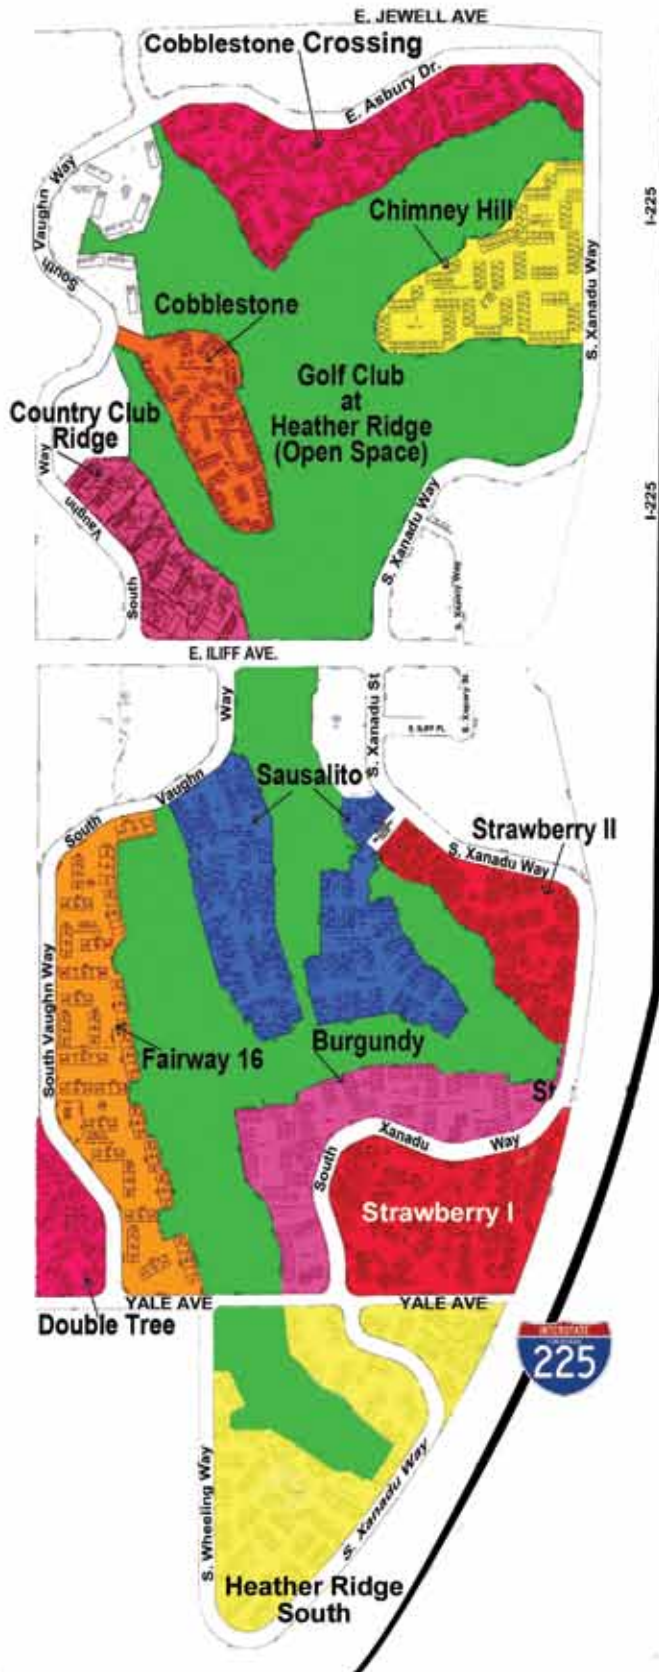 E. JEWELL AVE
Cobblestone Crossing
E. Asbury Dr.
South Vaughn Way
I-225
Chimney Hill
S. Xanadu Way
Cobblestone
Golf Club
at
Heather Ridge
(Open Space)
Country Club
Ridge
South Vaughn Way
I-225
S. Xanadu Way
E. ILIFF AVE.
S. Xanadu St
E. ILIFF PL
South Vaughn Way
Sausalito
Strawberry II
S. Xanadu Way
South Vaughn Way
Fairway 16
Burgundy
St
South Xanadu Way
Strawberry I
YALE AVE
YALE AVE
Double Tree
INTERSTATE
225
S. Wheeling Way
S. Xanadu Way
Heather Ridge
South